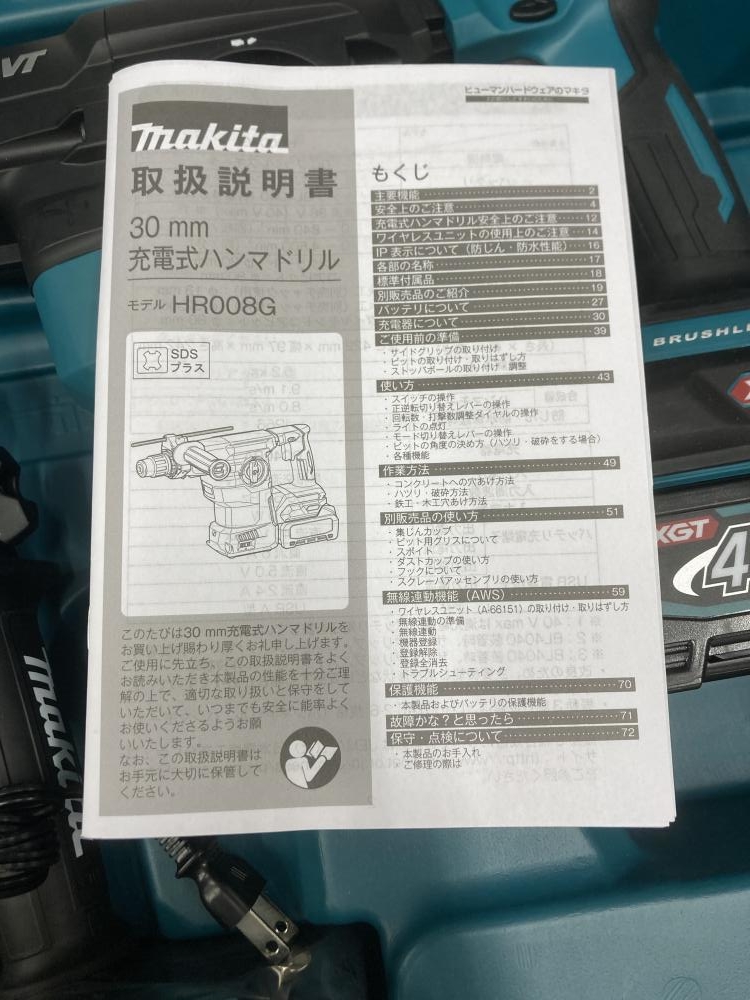 VT
ヒューマンハードウェアのマキタ
makita
取扱説明書
30 mm
充電式ハンマドリル
モデル HR008G
SDS
プラス
このたびは30 mm充電式ハンマドリルを
お買い上げ賜わり厚くお礼申し上げます。
ご使用に先立ち、この取扱説明書をよく
お読みいただき本製品の性能を十分ご理
解の上で、適切な取り扱いと保守をして
いただいて、いつまでも安全に能率よく
お使いくださるようお願
いいたします。
なお、この取扱説明書は
お手元に大切に保管して
ください。
もくじ
主要機能 2
安全上のご注意 4
充電式ハンマドリル安全上のご注意 12
ワイヤレスユニットの使用上のご注意 14
IP 表示について（防じん・防水性能） 16
各部の名称 17
標準付属品 18
別販売品のご紹介 19
バッテリについて 27
充電器について 30
ご使用前の準備 39
・サイドグリップの取り付け
・ビットの取り付け・取りはずし方
・ストッパポールの取り付け・調整
使い方 43
・スイッチの操作
・正逆転切り替えレバーの操作
・回転数・打撃数調整ダイヤルの操作
・ライトの点灯
・モード切り替えレバーの操作
・ビットの角度の決め方（ハツリ・破砕をする場合）
・各種機能
作業方法 49
・コンクリートへの穴あけ方法
・ハツリ・破砕方法
・鉄工・木工穴あけ方法
別販売品の使い方 51
・集じんカップ
・ビット用グリスについて
・スポイト
・ダストカップの使い方
・フックについて
・スクレーパアッセンブリの使い方
無線連動機能（AWS） 59
・ワイヤレスユニット（A-66151）の取り付け・取りはずし方
・無線連動の準備
・無線連動
・機器登録
・登録解除
・登録全消去
・トラブルシューティング
保護機能 70
・本製品およびバッテリの保護機能
故障かな？と思ったら 71
保守・点検について 72
・本製品のお手入れ
・ご修理の際は
BRUSHL
XGT
4
makita